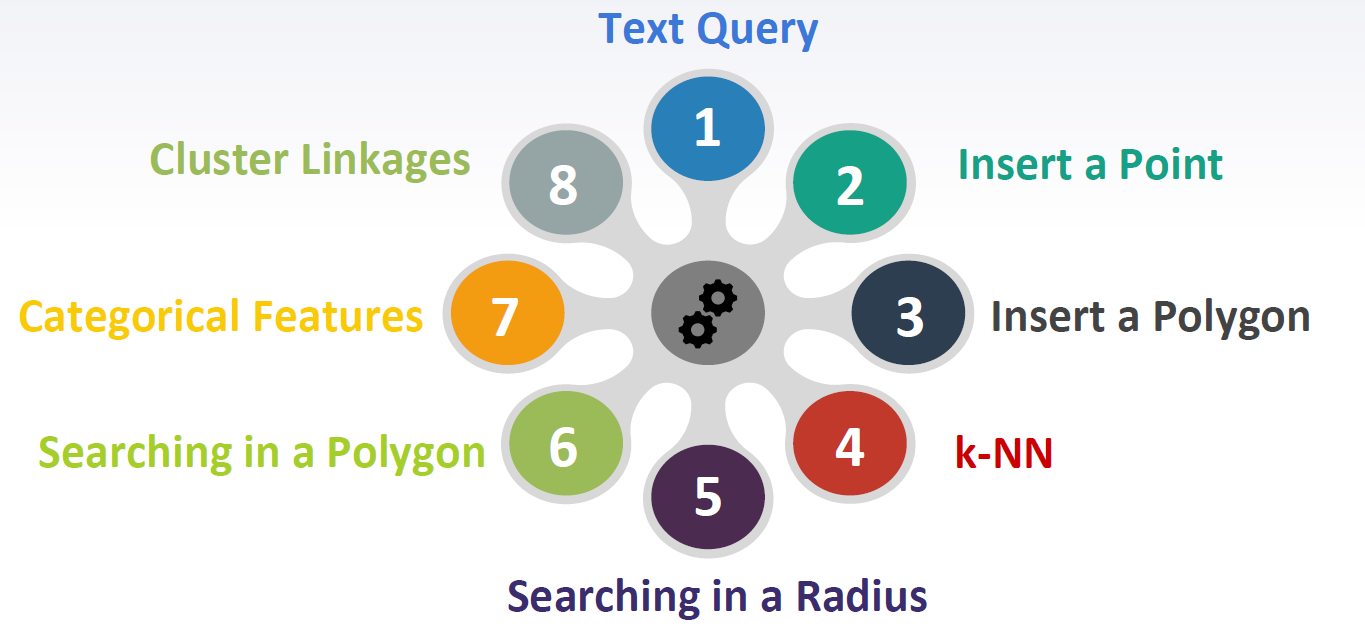 Text Query
1
2
Insert a Point
3
Insert a Polygon
4
k-NN
5
Searching in a Radius
6
Searching in a Polygon
7
Categorical Features
8
Cluster Linkages